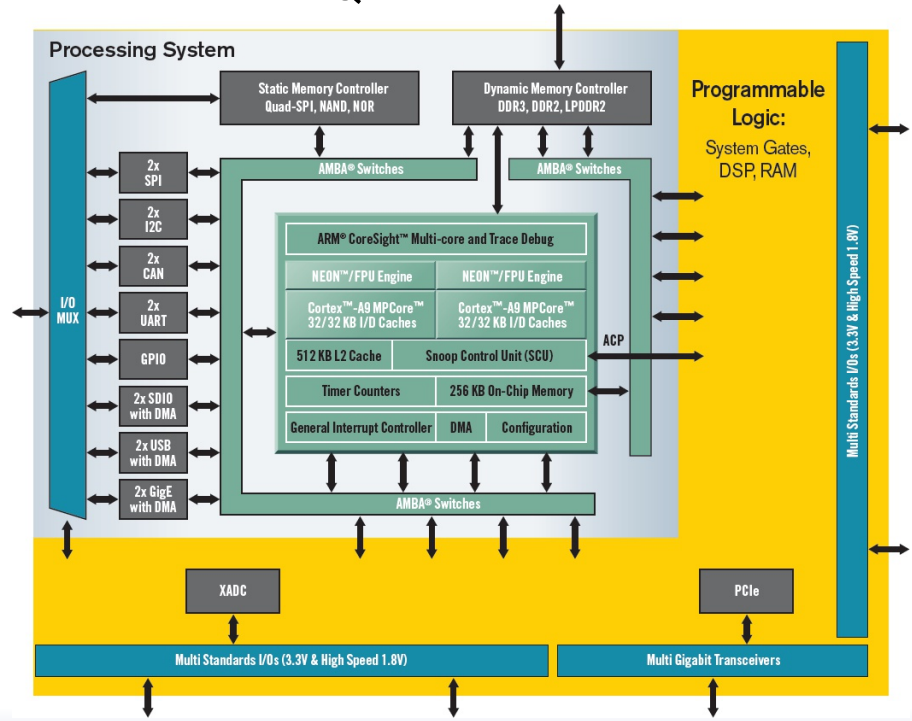 Processing System
Static Memory Controller
Quad-SPI, NAND, NOR
Dynamic Memory Controller
DDR3, DDR2, LPDDR2
Programmable
Logic:
System Gates,
DSP, RAM
AMBA® Switches
AMBA® Switches
2x
SPI
2x
I2C
2x
CAN
2x
UART
GPIO
2x SDIO
with DMA
2x USB
with DMA
2x GigE
with DMA
I/O
MUX
ARM® CoreSight™ Multi-core and Trace Debug
NEON™/FPU Engine
NEON™/FPU Engine
Cortex™-A9 MPCore™
32/32 KB I/D Caches
Cortex™-A9 MPCore™
32/32 KB I/D Caches
512 KB L2 Cache
Snoop Control Unit (SCU)
ACP
Timer Counters
256 KB On-Chip Memory
General Interrupt Controller
DMA
Configuration
AMBA® Switches
Multi Standards I/Os (3.3V & High Speed 1.8V)
XADC
PCIe
Multi Standards I/Os (3.3V & High Speed 1.8V)
Multi Gigabit Transceivers